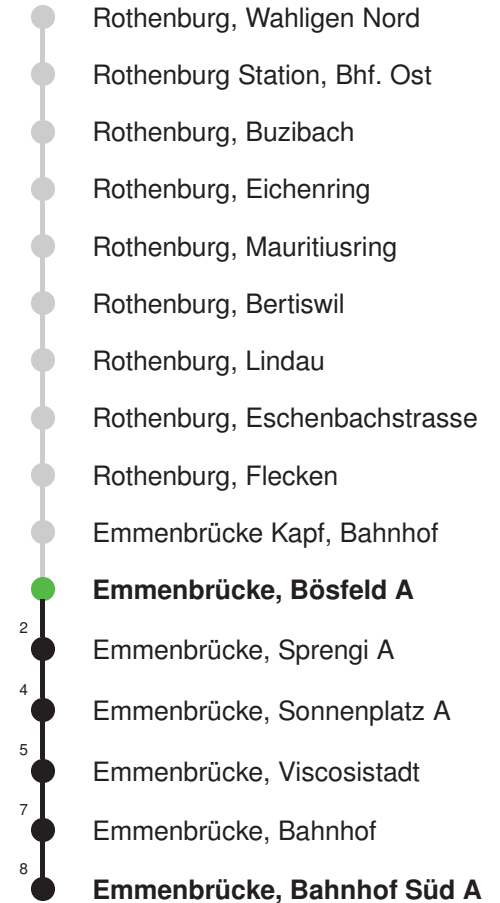 Rothenburg, Wahligen Nord
Rothenburg Station, Bhf. Ost
Rothenburg, Buzibach
Rothenburg, Eichenring
Rothenburg, Mauritiusring
Rothenburg, Bertiswil
Rothenburg, Lindau
Rothenburg, Eschenbachstrasse
Rothenburg, Flecken
Emmenbrücke Kapf, Bahnhof
Emmenbrücke, Bösfeld A
2 Emmenbrücke, Sprengi A
4 Emmenbrücke, Sonnenplatz A
5 Emmenbrücke, Viscosistadt
7 Emmenbrücke, Bahnhof
8 Emmenbrücke, Bahnhof Süd A